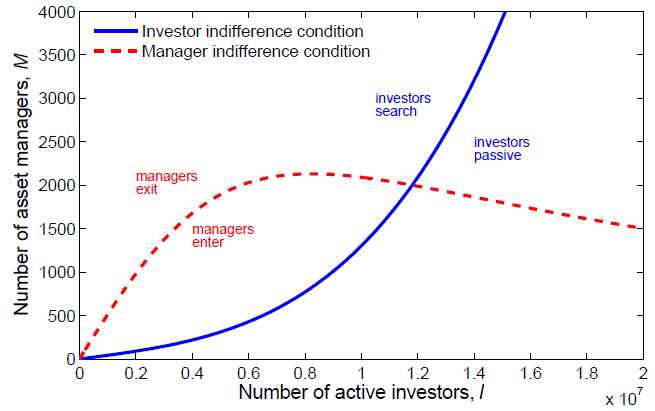 4000
3500
3000
2500
2000
1500
1000
500
0
Number of asset managers, M
Investor indifference condition
Manager indifference condition
investors
search
investors
passive
managers
exit
managers
enter
0 0.2 0.4 0.6 0.8 1 1.2 1.4 1.6 1.8 2
Number of active investors, I
x 10^7